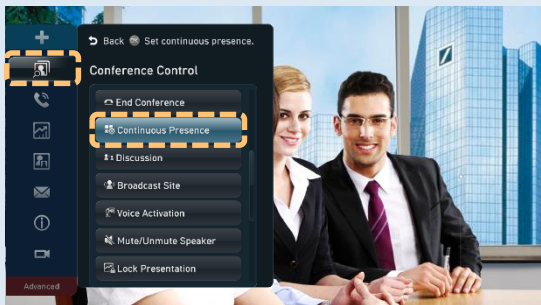 Back Set continuous presence.
Conference Control
End Conference
Continuous Presence
Discussion
Broadcast Site
Voice Activation
Mute/Unmute Speaker
Lock Presentation
Advanced